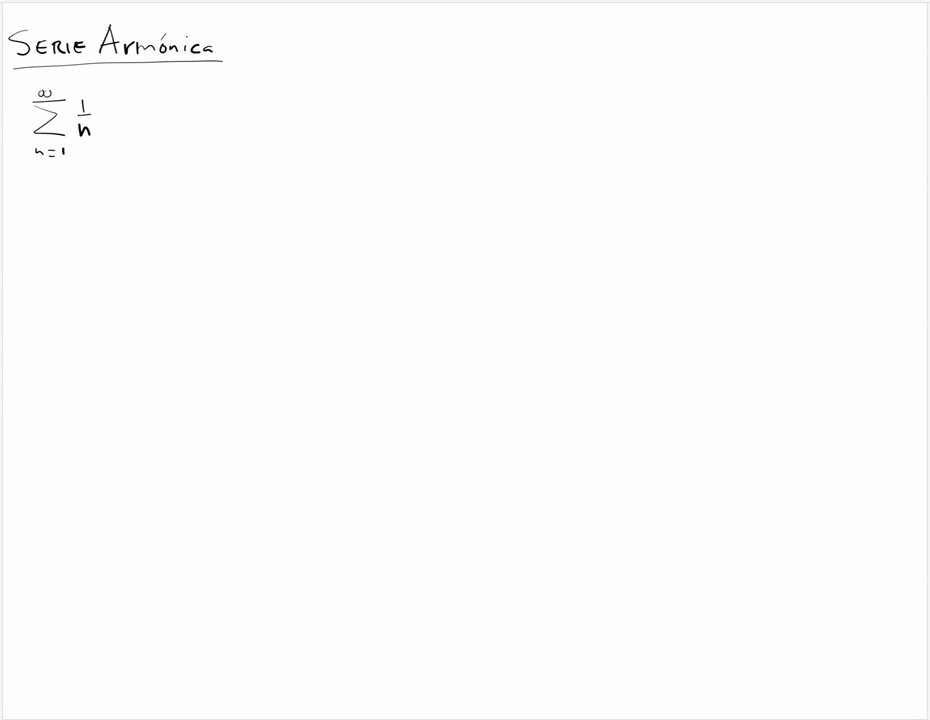 SERIE Armónica
∞
∑ 1/n
n=1